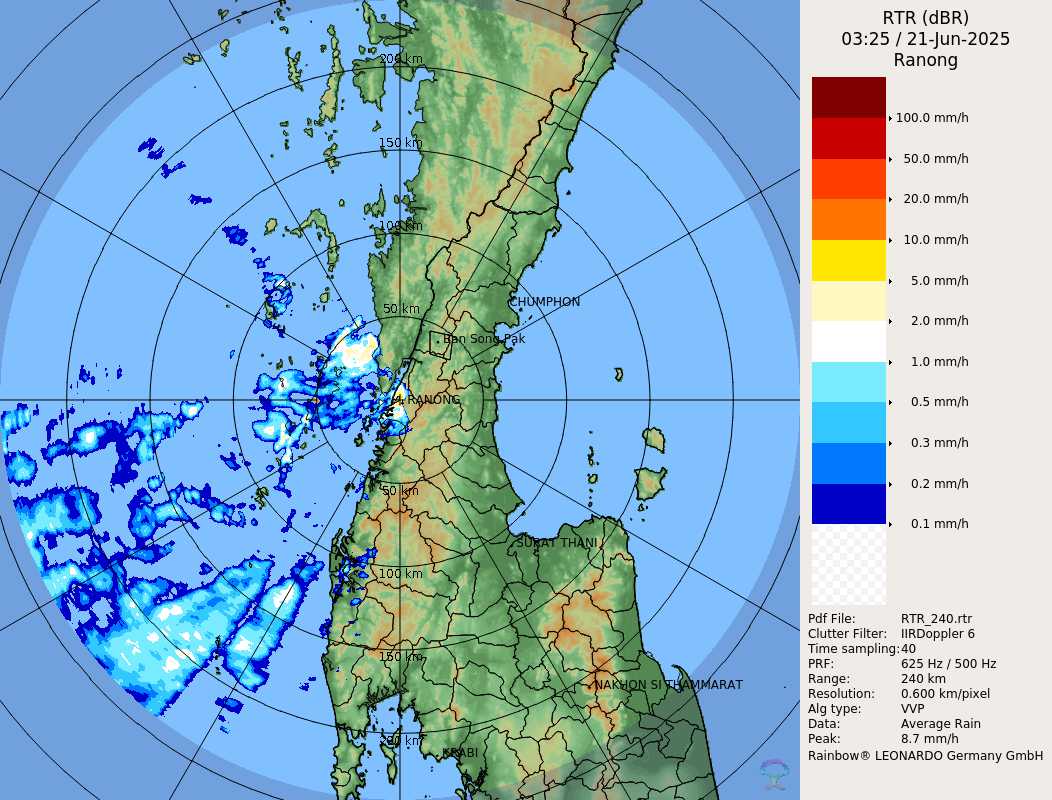 RTR (dBR)
03:25 / 21-Jun-2025
Ranong
100.0 mm/h
50.0 mm/h
20.0 mm/h
10.0 mm/h
5.0 mm/h
2.0 mm/h
1.0 mm/h
0.5 mm/h
0.3 mm/h
0.2 mm/h
0.1 mm/h
Pdf File: RTR_240.rtr
Clutter Filter: IIRDoppler 6
Time sampling:40
PRF: 625 Hz / 500 Hz
Range: 240 km
Resolution: 0.600 km/pixel
Alg type: VVP
Data: Average Rain
Peak: 8.7 mm/h
Rainbow® LEONARDO Germany GmbH
200 km
150 km
100 km
50 km
CHUMPHON
Ban Song Pak
RANONG
50 km
SURAT THANI
100 km
150 km
NAKHON SI THAMMARAT
200 km
KRABI